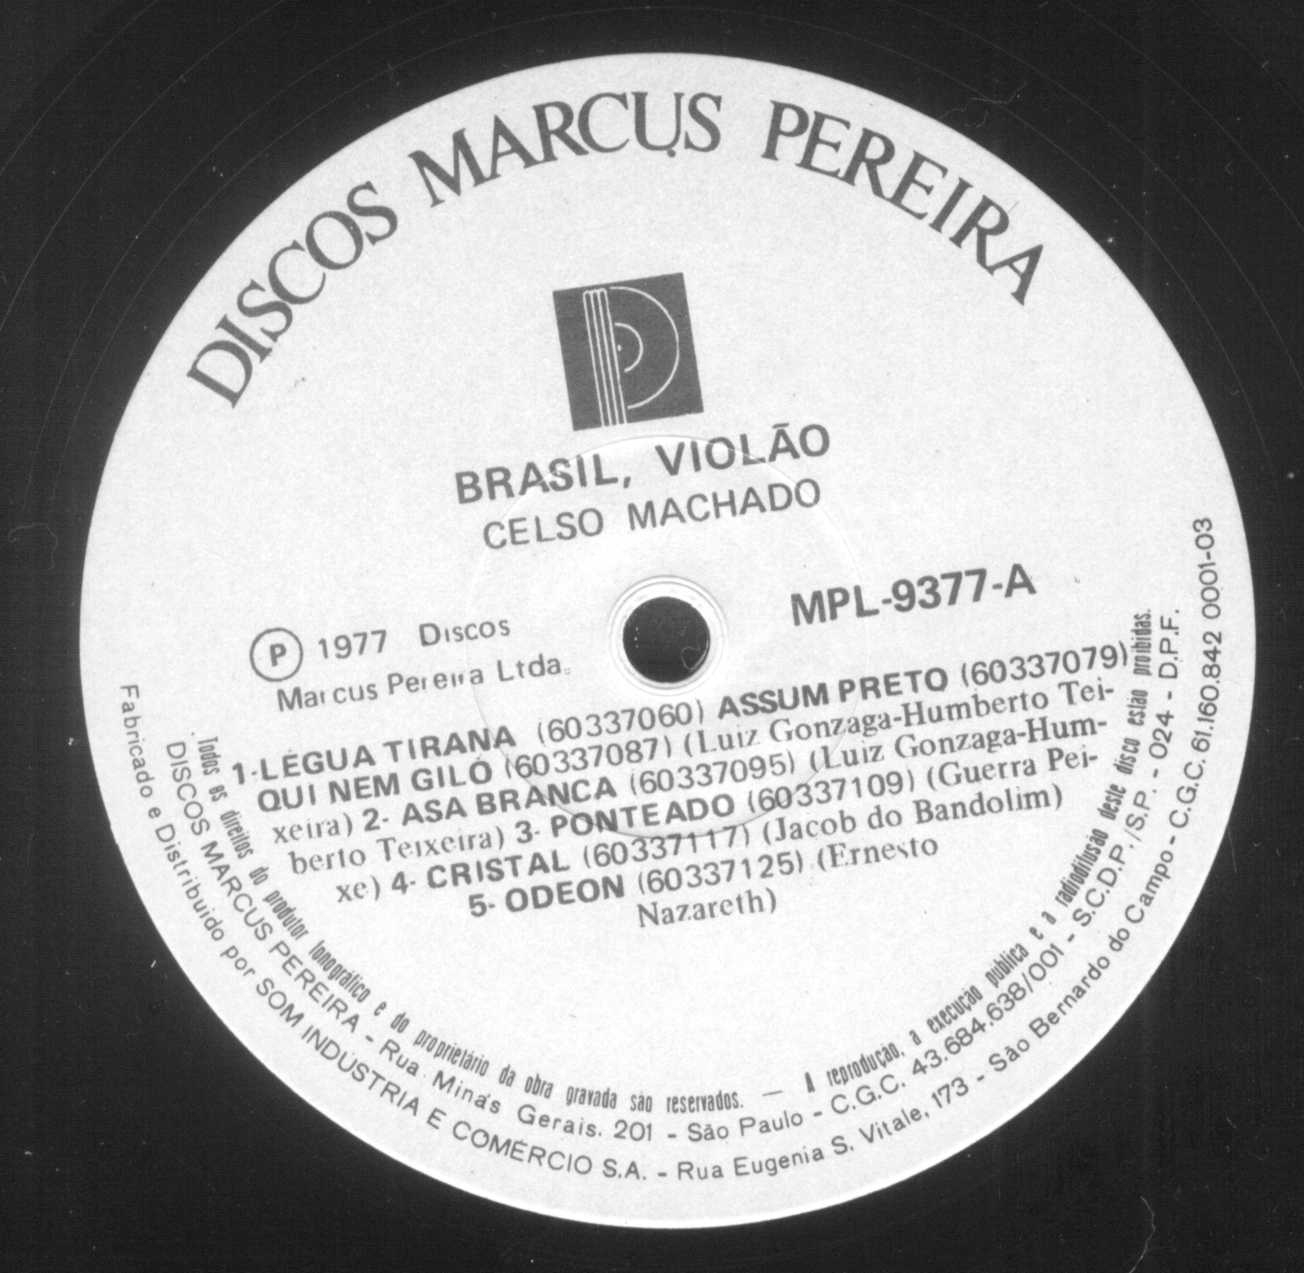 DISCOS MARCUS PEREIRA
BRASIL, VIOLÃO
CELSO MACHADO
MPL-9377-A
P 1977 Discos
Marcus Pereira Ltda.
1-LÉGUA TIRANA (60337060) ASSUM PRETO (60337079)
QUI NEM GILÓ (60337087) (Luiz Gonzaga-Humberto Tei-
xeira) 2- ASA BRANCA (60337095) (Luiz Gonzaga-Hum-
berto Teixeira) 3- PONTEADO (60337109) (Guerra Pei-
xe) 4- CRISTAL (60337117) (Jacob do Bandolim)
5- ODEON (60337125) (Ernesto
Nazareth)
Todos os direitos do produtor fonográfico e do proprietário da obra gravada são reservados. — A reprodução, a execução pública e a radiodifusão deste disco estão proibidas.
DISCOS MARCUS PEREIRA - Rua Minas Gerais. 201 - São Paulo - C.G.C. 43.684.638/001 - S.C.D.P./S.P. - 024 - D.P.F.
Fabricado e Distribuido por SOM INDÚSTRIA E COMÉRCIO S.A. - Rua Eugenia S. Vitale, 173 - São Bernardo do Campo - C.G.C. 61.160.842 0001-03